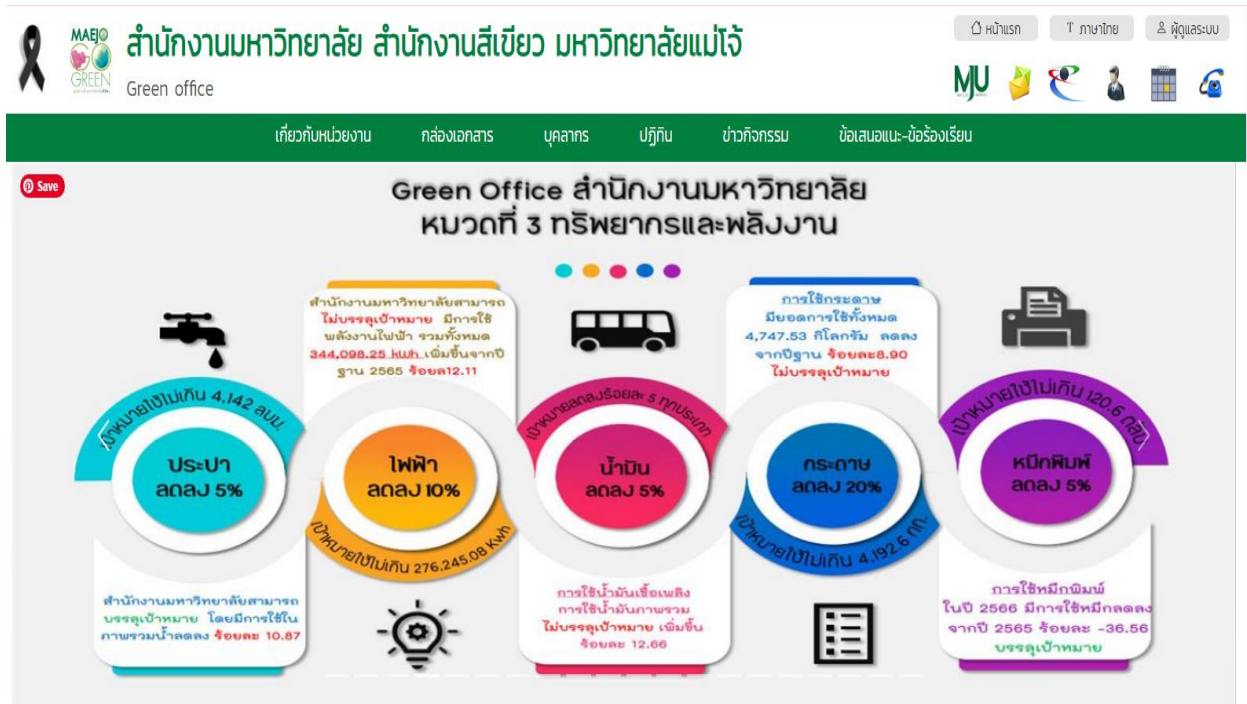 MAEJO
GO
GREEN
สำนักงานมหาวิทยาลัย สำนักงานสีเขียว มหาวิทยาลัยแม่โจ้
Green office
หน้าแรก
ภาษาไทย
ผู้ดูแลระบบ
MJU
เกี่ยวกับหน่วยงาน
กล่องเอกสาร
บุคลากร
ปฏิทิน
ข่าวกิจกรรม
ข้อเสนอแนะ-ข้อร้องเรียน
Save
Green Office สำนักงานมหาวิทยาลัย
หมวดที่ 3 ทรัพยากรและพลังงาน
เป้าหมายใช้ไม่เกิน 4,142 ลบม.
ประปา
ลดลง 5%
สำนักงานมหาวิทยาลัยสามารถ
บรรลุเป้าหมาย โดยมีการใช้ใน
ภาพรวมน้ำลดลง ร้อยละ 10.87
สำนักงานมหาวิทยาลัยสามารถ
ไม่บรรลุเป้าหมาย มีการใช้
พลังงานไฟฟ้า รวมทั้งหมด
344,098.25 kwh เพิ่มขึ้นจากปี
ฐาน 2565 ร้อยล12.11
ไฟฟ้า
ลดลง 10%
เป้าหมายใช้ไม่เกิน 276,245.08 Kwh
เป้าหมายลดลงร้อยละ 5 ทุกประเภท
น้ำมัน
ลดลง 5%
การใช้น้ำมันเชื้อเพลิง
การใช้น้ำมันภาพรวม
ไม่บรรลุเป้าหมาย เพิ่มขึ้น
ร้อยละ 12.66
การใช้กระดาษ
มียอดการใช้ทั้งหมด
4,747.53 กิโลกรัม ลดลง
จากปีฐาน ร้อยละ8.90
ไม่บรรลุเป้าหมาย
กระดาษ
ลดลง 20%
เป้าหมายใช้ไม่เกิน 4,192.6 กก.
เป้าหมายใช้ไม่เกิน 120.6 ตลับ
หมึกพิมพ์
ลดลง 5%
การใช้หมึกพิมพ์
ในปี 2566 มีการใช้หมึกลดลง
จากปี 2565 ร้อยละ -36.56
บรรลุเป้าหมาย